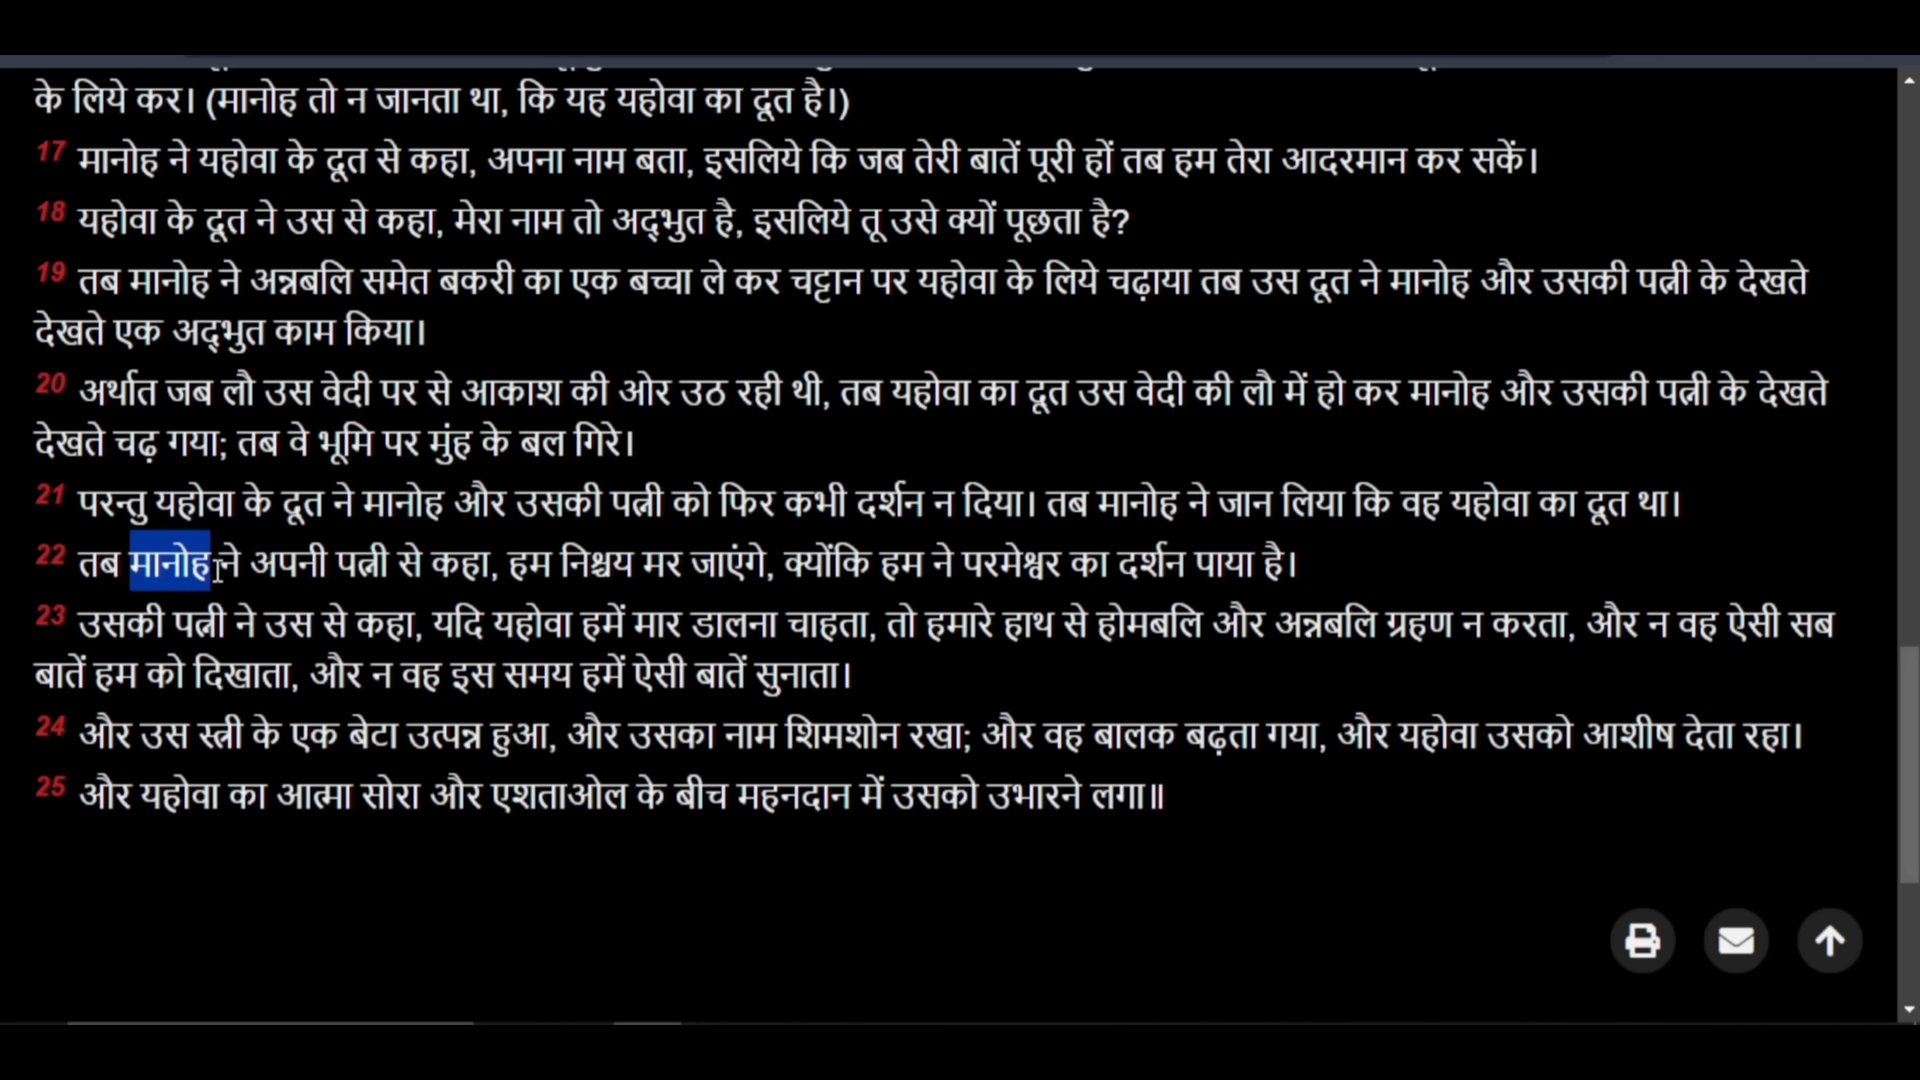 के लिये कर। (मानोह तो न जानता था, कि यह यहोवा का दूत है।)
17 मानोह ने यहोवा के दूत से कहा, अपना नाम बता, इसलिये कि जब तेरी बातें पूरी हों तब हम तेरा आदरमान कर सकें।
18 यहोवा के दूत ने उस से कहा, मेरा नाम तो अद्भुत है, इसलिये तू उसे क्यों पूछता है?
19 तब मानोह ने अन्नबलि समेत बकरी का एक बच्चा ले कर चट्टान पर यहोवा के लिये चढ़ाया तब उस दूत ने मानोह और उसकी पत्नी के देखते
देखते एक अद्भुत काम किया।
20 अर्थात जब लौ उस वेदी पर से आकाश की ओर उठ रही थी, तब यहोवा का दूत उस वेदी की लौ में हो कर मानोह और उसकी पत्नी के देखते
देखते चढ़ गया; तब वे भूमि पर मुंह के बल गिरे।
21 परन्तु यहोवा के दूत ने मानोह और उसकी पत्नी को फिर कभी दर्शन न दिया। तब मानोह ने जान लिया कि वह यहोवा का दूत था।
22 तब मानोह ने अपनी पत्नी से कहा, हम निश्चय मर जाएंगे, क्योंकि हम ने परमेश्वर का दर्शन पाया है।
23 उसकी पत्नी ने उस से कहा, यदि यहोवा हमें मार डालना चाहता, तो हमारे हाथ से होमबलि और अन्नबलि ग्रहण न करता, और न वह ऐसी सब
बातें हम को दिखाता, और न वह इस समय हमें ऐसी बातें सुनाता।
24 और उस स्त्री के एक बेटा उत्पन्न हुआ, और उसका नाम शिमशोन रखा; और वह बालक बढ़ता गया, और यहोवा उसको आशीष देता रहा।
25 और यहोवा का आत्मा सोरा और एशताओल के बीच महनदान में उसको उभारने लगा॥